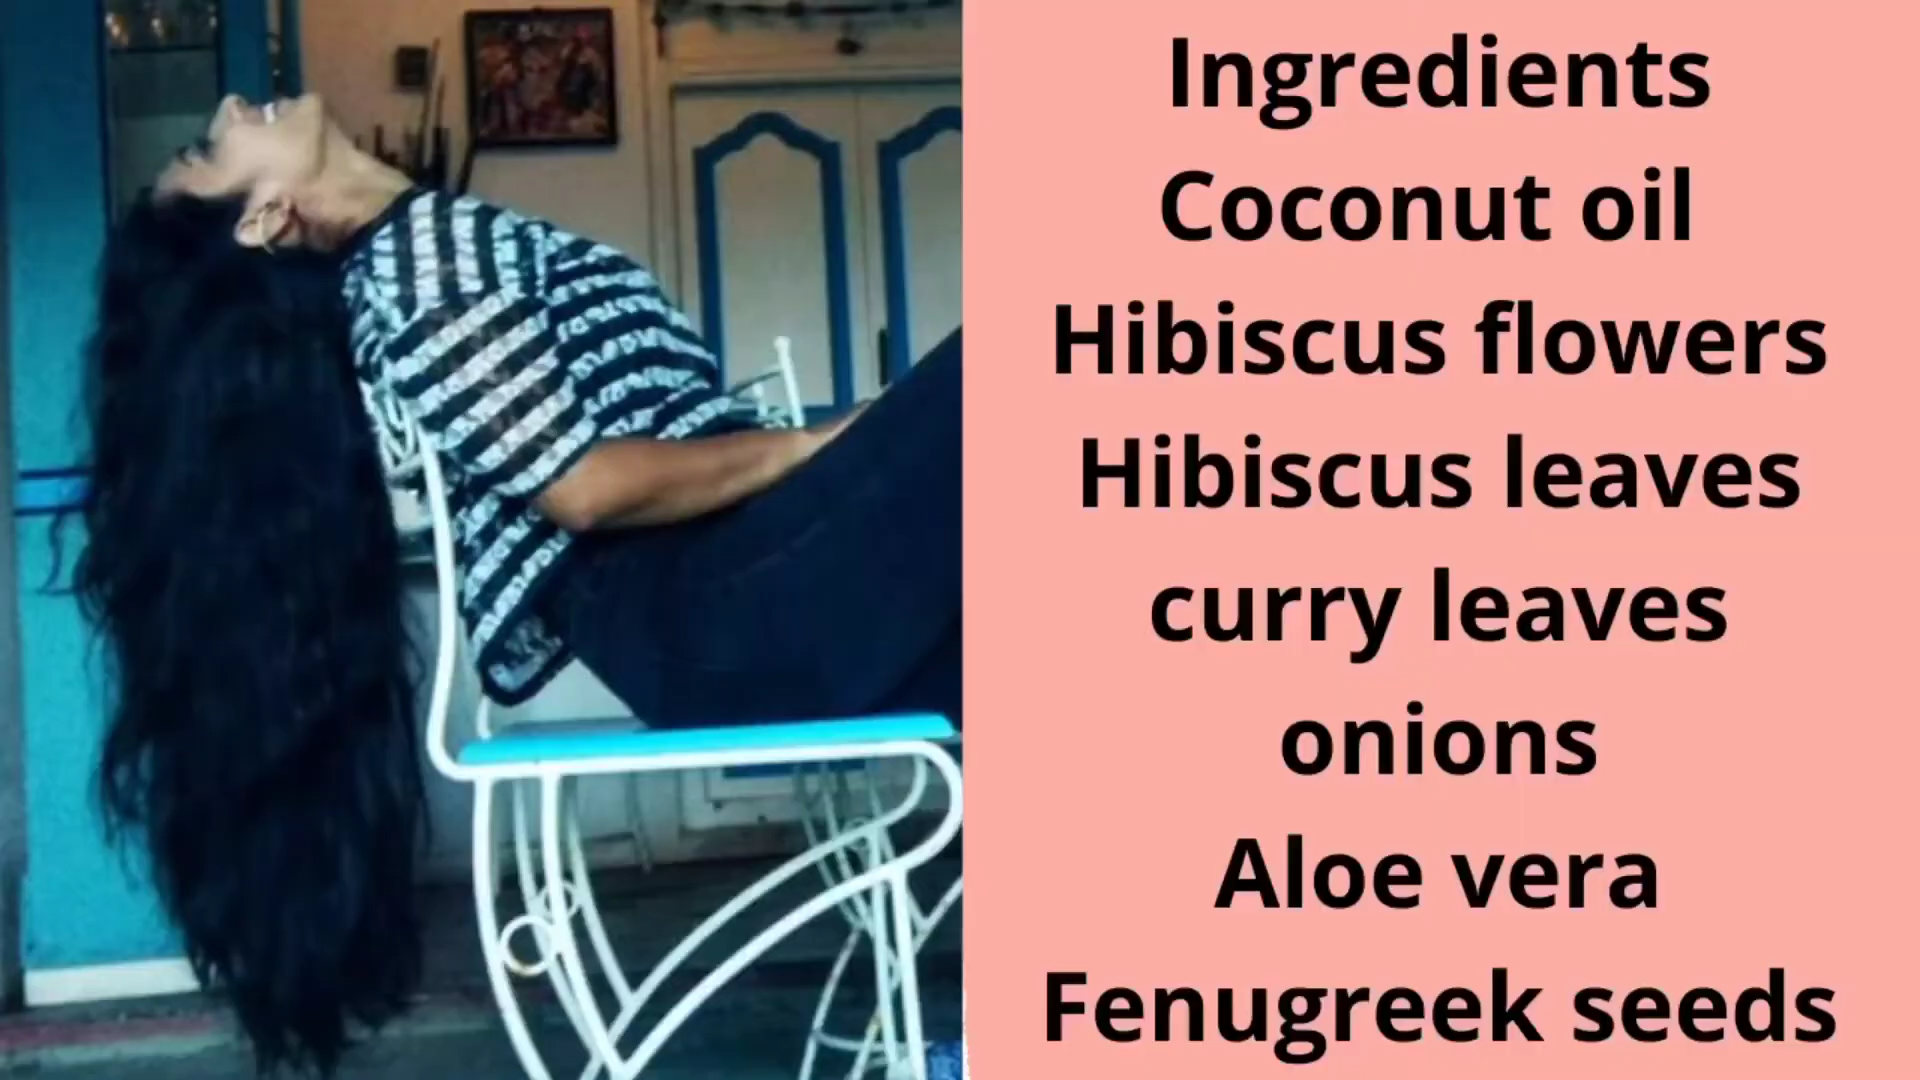 Ingredients
Coconut oil
Hibiscus flowers
Hibiscus leaves
curry leaves
onions
Aloe vera
Fenugreek seeds